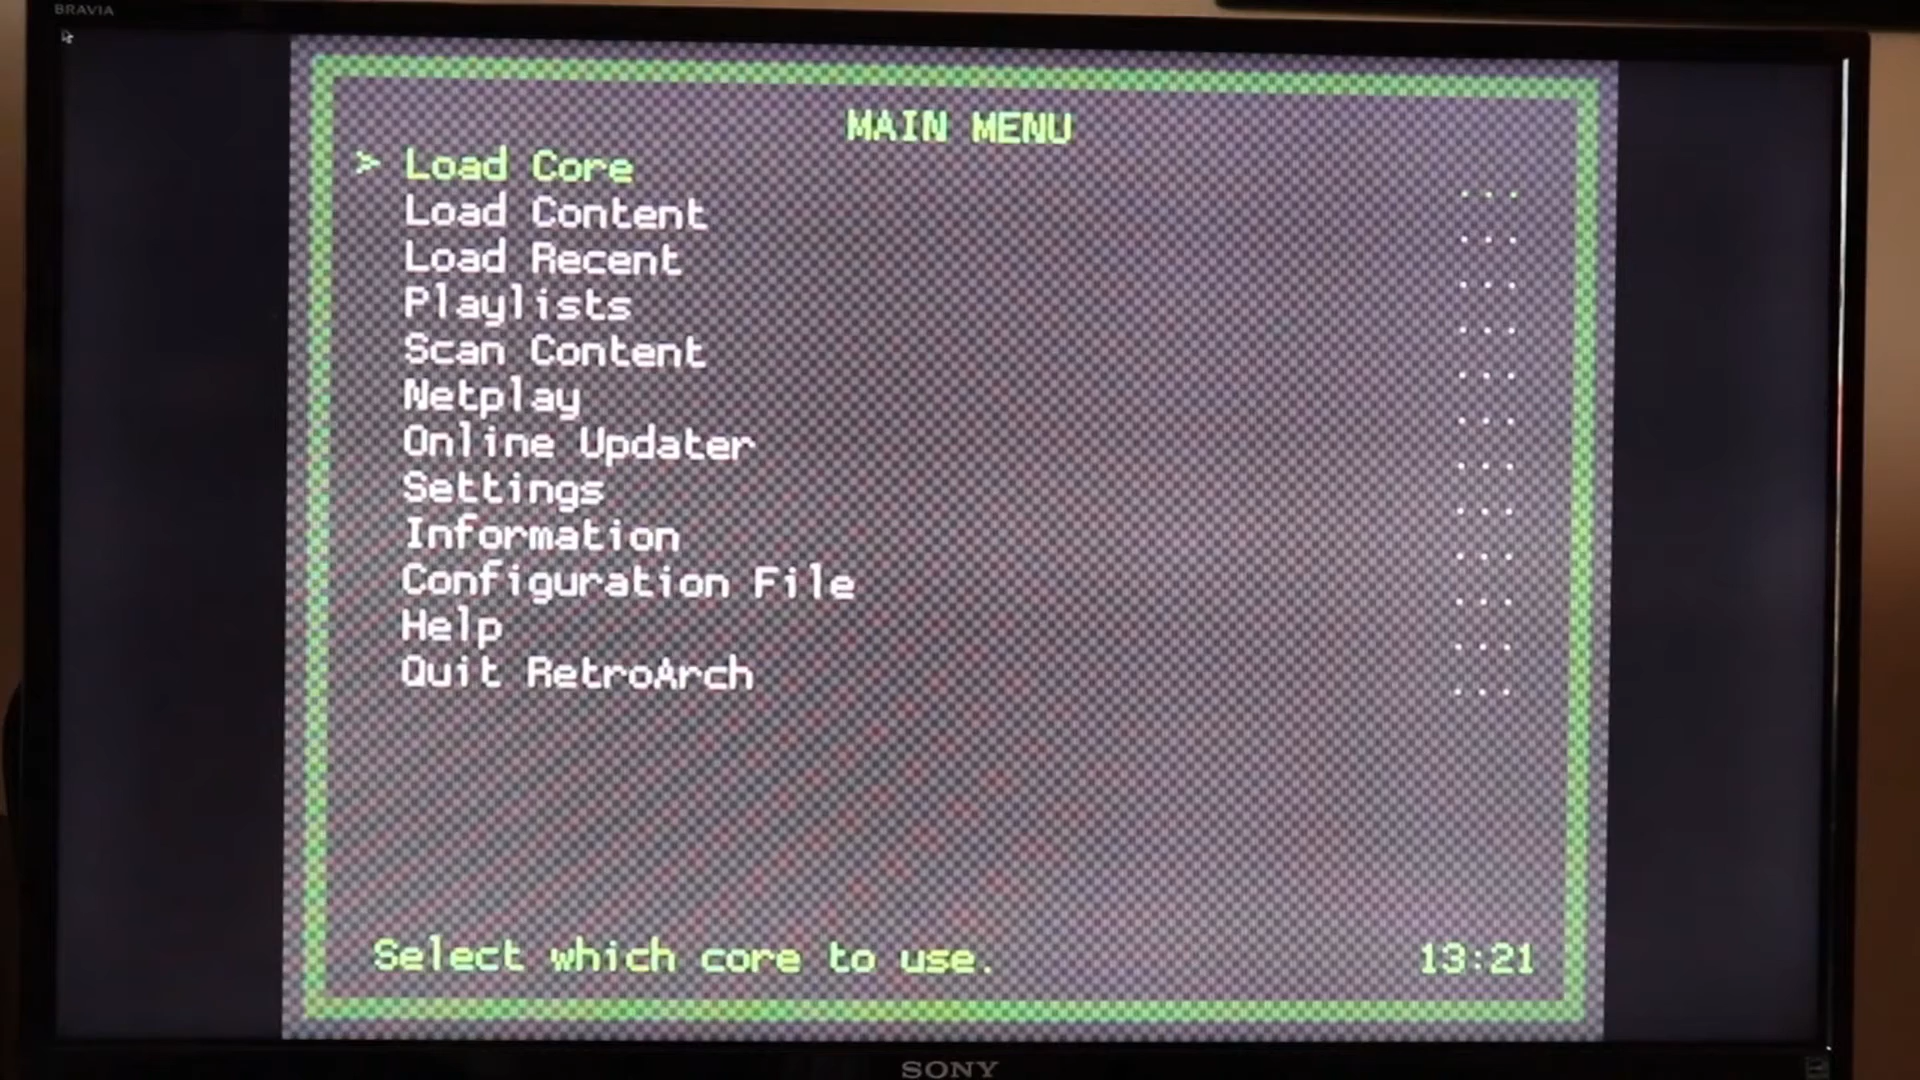 BRAVIA
MAIN MENU
> Load Core ...
Load Content ...
Load Recent ...
Playlists ...
Scan Content ...
Netplay ...
Online Updater ...
Settings ...
Information ...
Configuration File ...
Help ...
Quit RetroArch ...
Select which core to use. 13:21
SONY